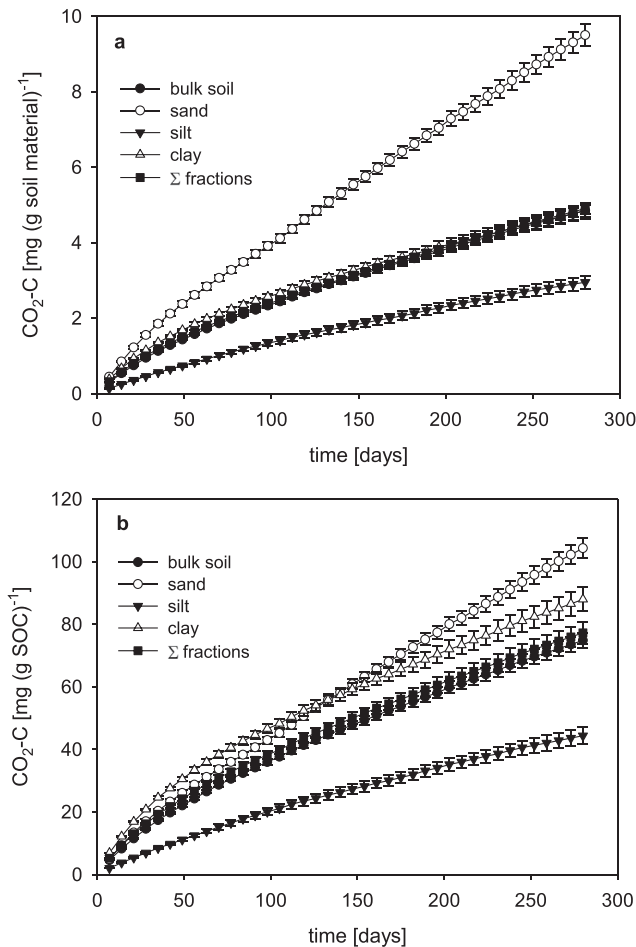 10
a
8
6
4
2
0
bulk soil
sand
silt
clay
Σ fractions
CO₂-C [mg (g soil material)⁻¹]
0 50 100 150 200 250 300
time [days]
120
b
100
80
60
40
20
0
bulk soil
sand
silt
clay
Σ fractions
CO₂-C [mg (g SOC)⁻¹]
0 50 100 150 200 250 300
time [days]